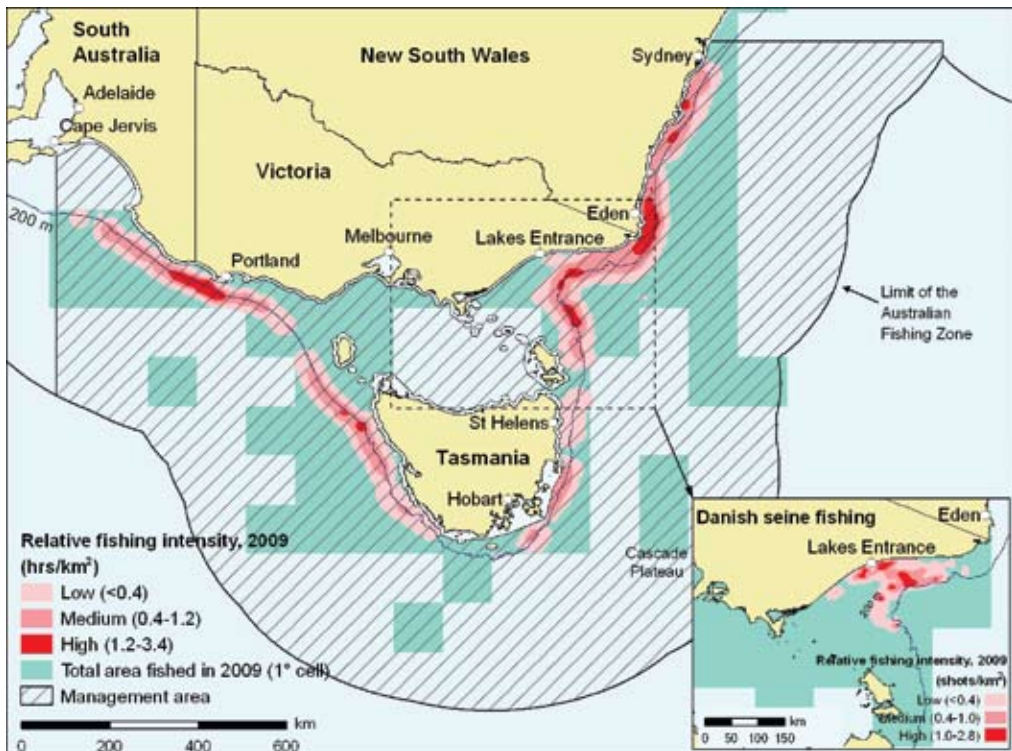 South
Australia
New South Wales
Sydney
Adelaide
Cape Jervis
Victoria
200 m
Eden
Melbourne
Lakes Entrance
Portland
Limit of the
Australian
Fishing Zone
St Helens
Tasmania
Hobart
Cascade
Plateau
Relative fishing intensity, 2009
(hrs/km²)
Low (<0.4)
Medium (0.4-1.2)
High (1.2-3.4)
Total area fished in 2009 (1° cell)
Management area
km
0 200 400 600
Danish seine fishing
Eden
Lakes Entrance
Relative fishing intensity, 2009
(shots/km²)
Low (<0.4)
Medium (0.4-1.0)
High (1.0-2.8)
km
0 50 100 150